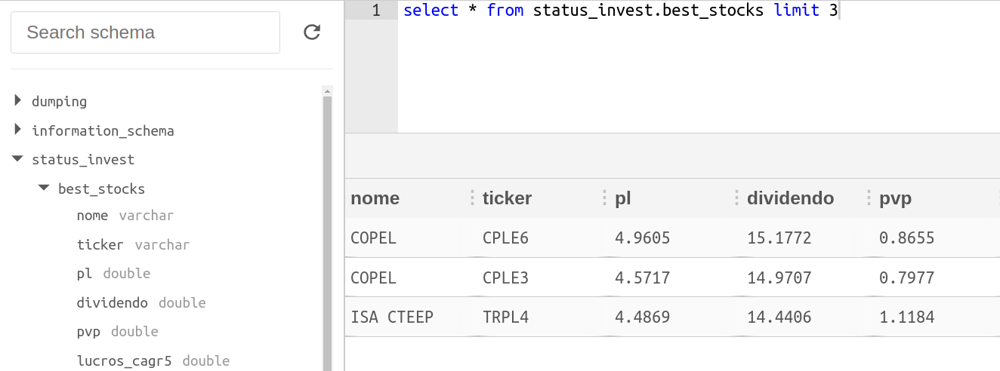 Search schema
dumping
information_schema
status_invest
best_stocks
nome varchar
ticker varchar
pl double
dividendo double
pvp double
lucros_cagr5 double
1 select * from status_invest.best_stocks limit 3
nome ticker pl dividendo pvp
COPEL CPLE6 4.9605 15.1772 0.8655
COPEL CPLE3 4.5717 14.9707 0.7977
ISA CTEEP TRPL4 4.4869 14.4406 1.1184